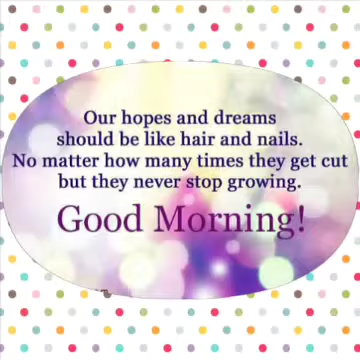 Our hopes and dreams
should be like hair and nails.
No matter how many times they get cut
but they never stop growing.
Good Morning!